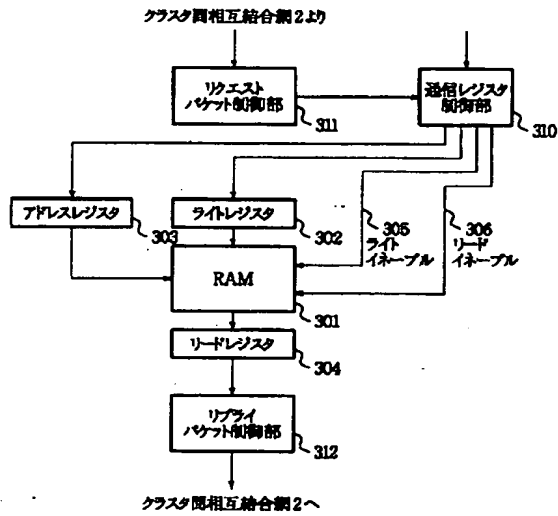 クラスタ間相互結合網2より
リクエスト
パケット制御部
311
通信レジスタ
制御部
310
アドレスレジスタ
303
ライトレジスタ
302
305
ライト
イネーブル
306
リード
イネーブル
RAM
301
リードレジスタ
304
リプライ
パケット制御部
312
クラスタ間相互結合網2へ